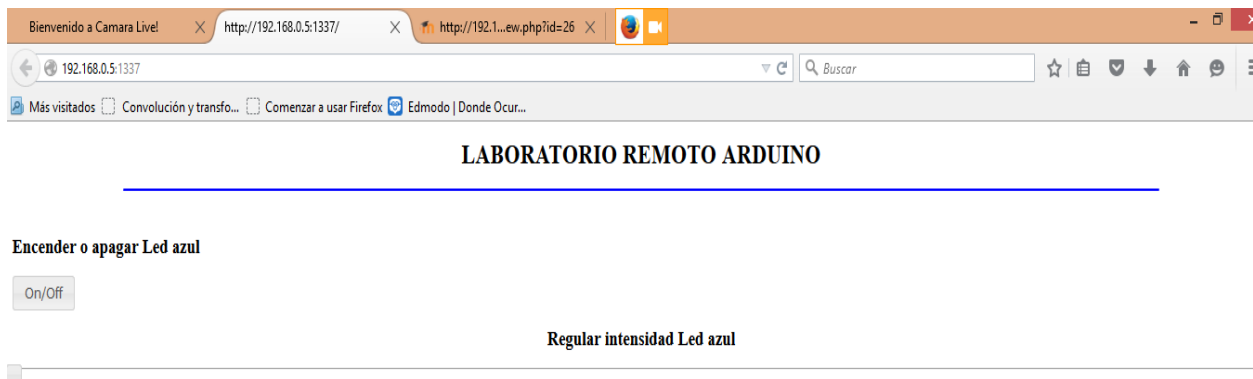 Bienvenido a Camara Live!
http://192.168.0.5:1337/
http://192.1...ew.php?id=26
192.168.0.5:1337
Buscar
Más visitados
Convolución y transfo...
Comenzar a usar Firefox
Edmodo | Donde Ocur...
LABORATORIO REMOTO ARDUINO
Encender o apagar Led azul
On/Off
Regular intensidad Led azul